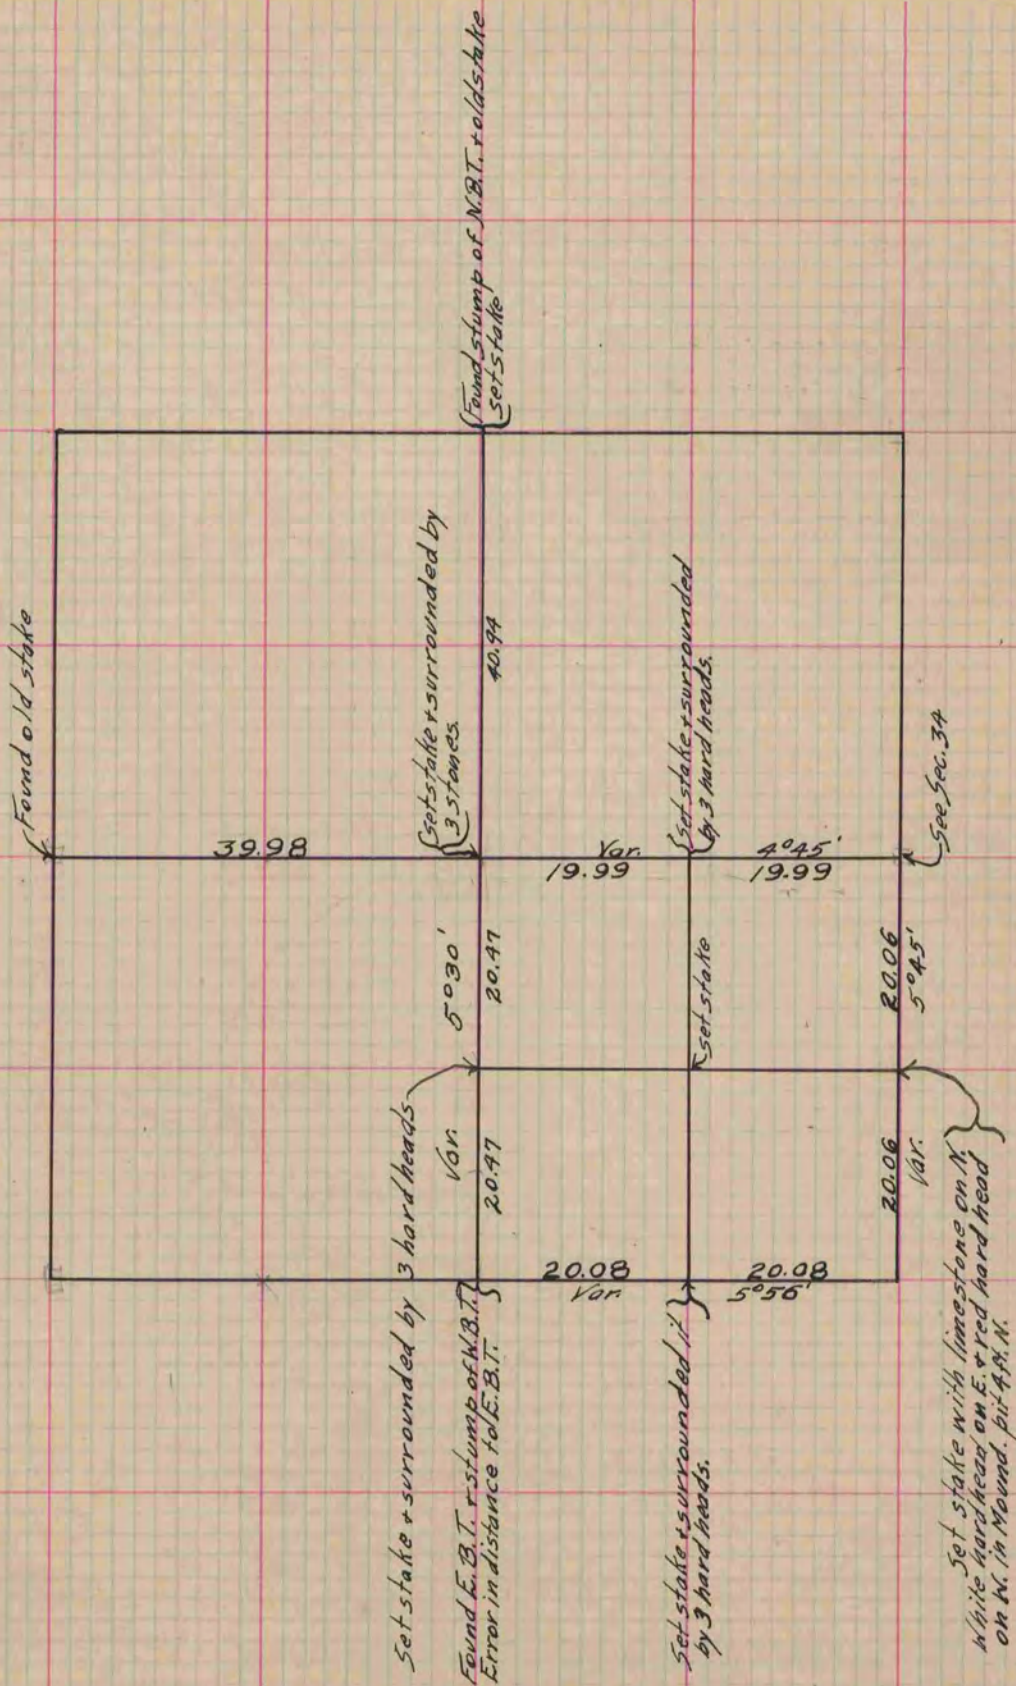 Found stump of N.B.T. + old stake
set stake
Found old stake
set stake + surrounded by
3 stones.
40.94
Set stake + surrounded
by 3 hard heads.
39.98
Var.
19.99
4°45'
19.99
See Sec. 34
5°30'
20.47
set stake
20.06
5°45'
Set stake + surrounded by 3 hard heads
Var.
20.47
20.06
Var.
20.08
Var.
20.08
5°56'
Found E.B.T. + stump of W.B.T.
Error in distance to E.B.T.
Set stake + surrounded it
by 3 hard heads.
Set stake with limestone on N.
White hard head on E. + red hard head
on W. in Mound. pit 4 ft. N.